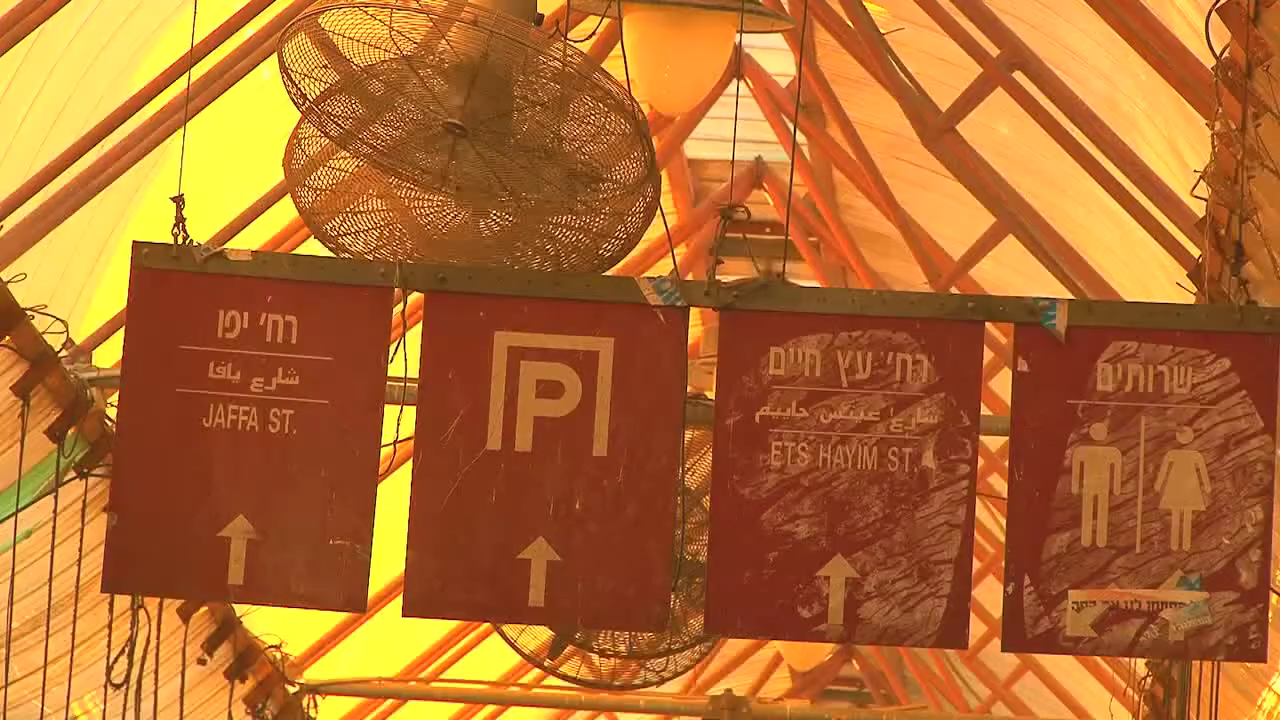 רח' יפו
شارع يافا
JAFFA ST.
P
רח' עץ חיים
شارع عيتس حاييم
ETS HAYIM ST.
שרותים